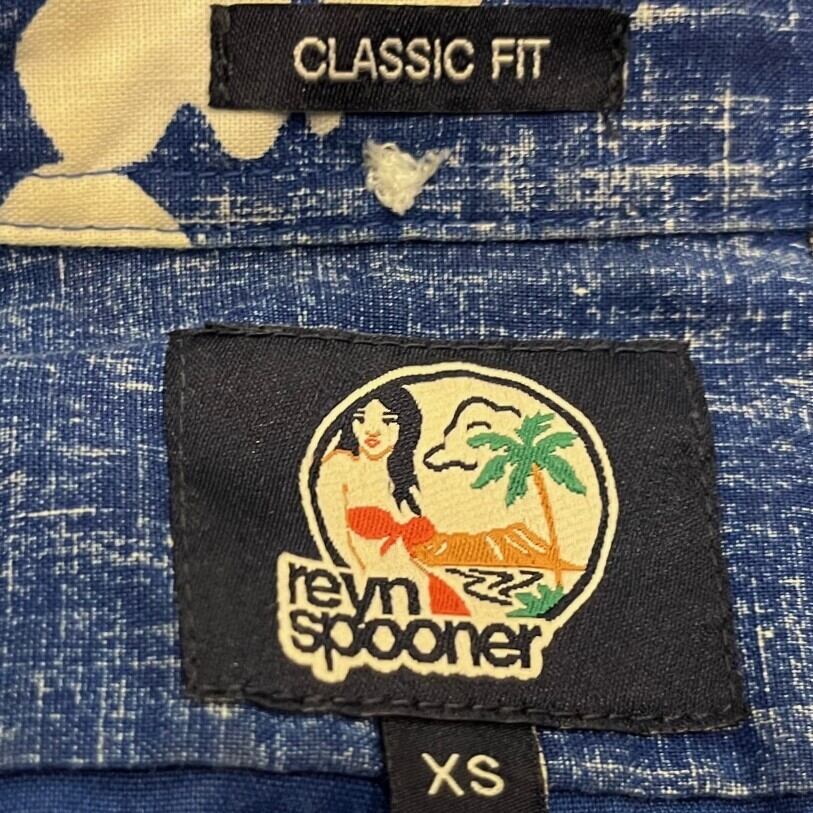 CLASSIC FIT
reyn
spooner
XS